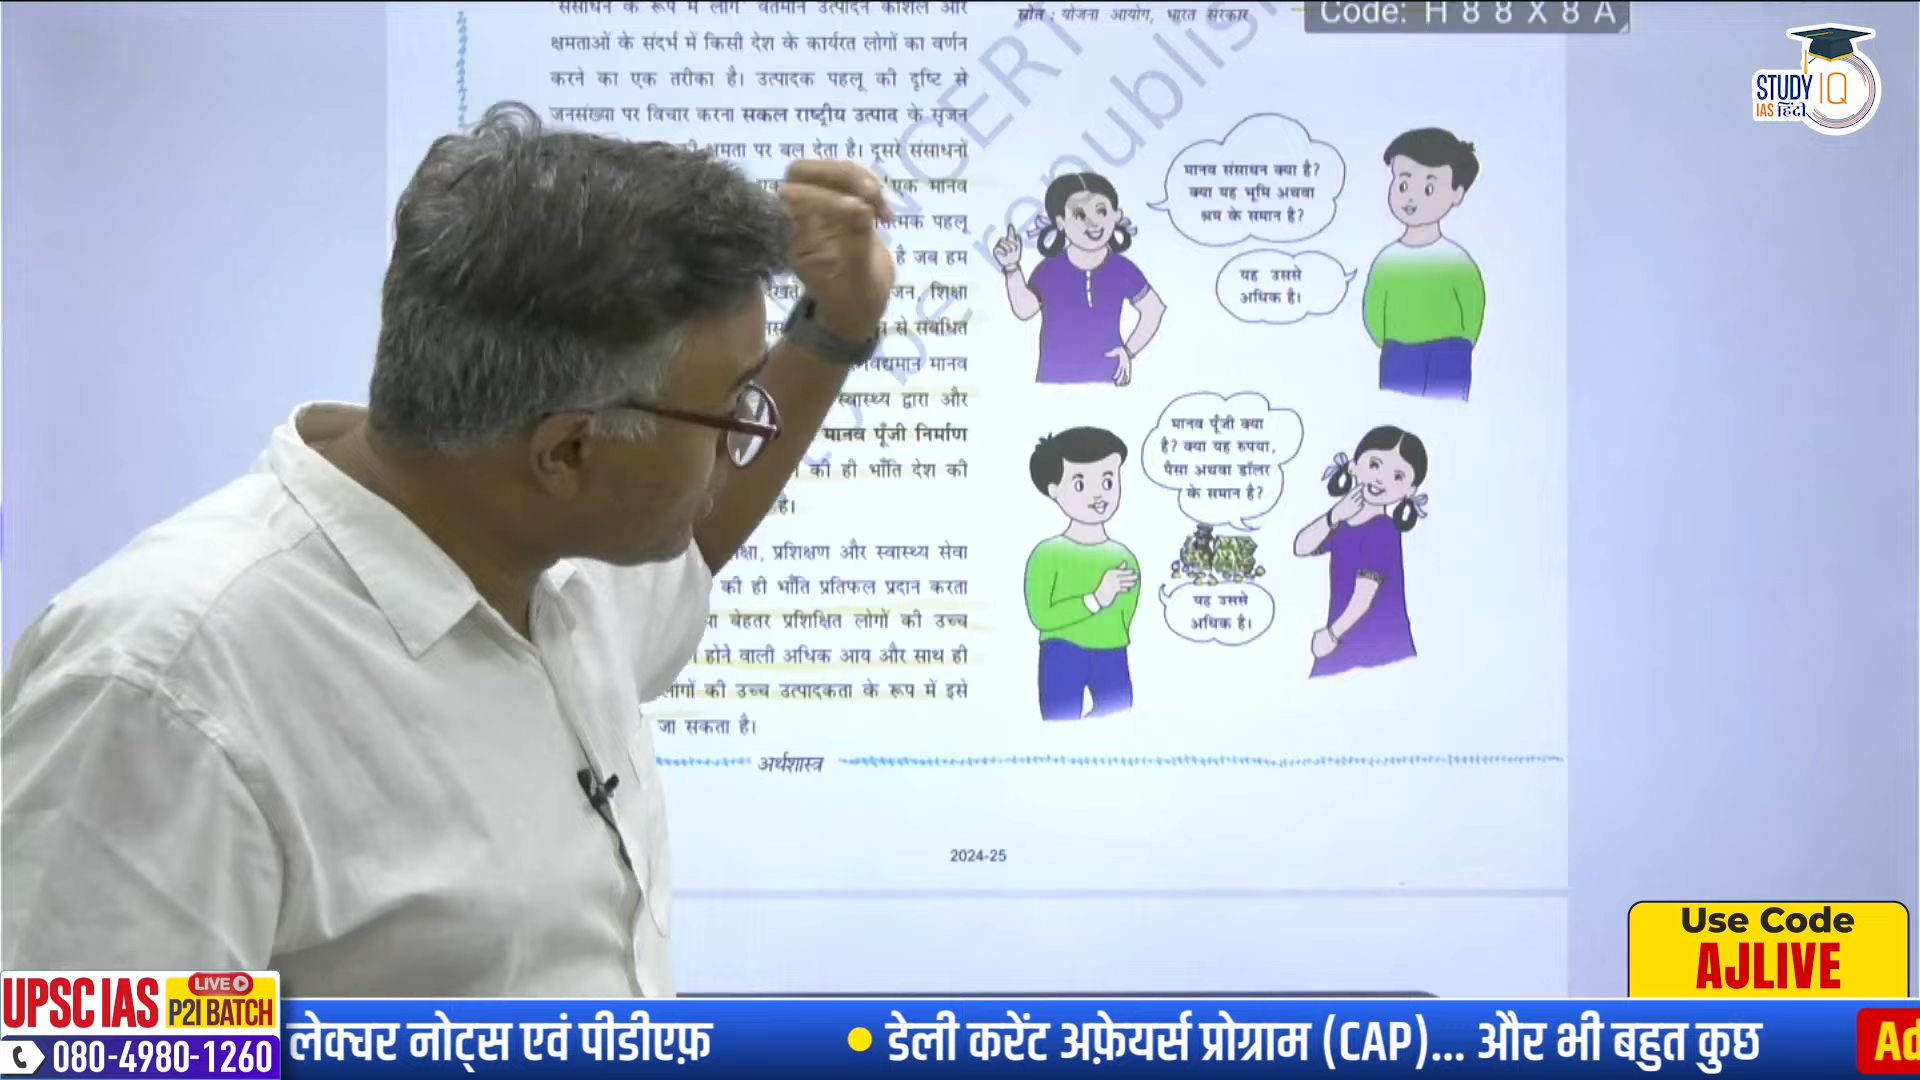 'संसाधन के रूप में लोग' वर्तमान उत्पादन कौशल और
क्षमताओं के संदर्भ में किसी देश के कार्यरत लोगों का वर्णन
करने का एक तरीका है। उत्पादक पहलू की दृष्टि से
जनसंख्या पर विचार करना सकल राष्ट्रीय उत्पाद के सृजन
क्षमता पर बल देता है। दूसरे संसाधनों
'एक मानव
पहलू
है जब हम
शिक्षा
से संबंधित
मानव
स्वास्थ्य द्वारा और
मानव पूँजी निर्माण
की ही भाँति देश की
है।
प्रशिक्षण और स्वास्थ्य सेवा
की ही भाँति प्रतिफल प्रदान करता
बेहतर प्रशिक्षित लोगों की उच्च
होने वाली अधिक आय और साथ ही
लोगों की उच्च उत्पादकता के रूप में इसे
जा सकता है।
अर्थशास्त्र
2024-25
स्रोत : योजना आयोग, भारत सरकार
Code: H 8 8 X 8 A
NCERT
republis
मानव संसाधन क्या है?
क्या यह भूमि अथवा
श्रम के समान है?
यह उससे
अधिक है।
मानव पूँजी क्या
है? क्या यह रुपया,
पैसा अथवा डॉलर
के समान है?
यह उससे
अधिक है।
STUDY IQ
IAS हिंदी
Use Code
AJLIVE
UPSC IAS LIVE P2I BATCH
080-4980-1260
लेक्चर नोट्स एवं पीडीएफ़ ● डेली करेंट अफ़ेयर्स प्रोग्राम (CAP)... और भी बहुत कुछ